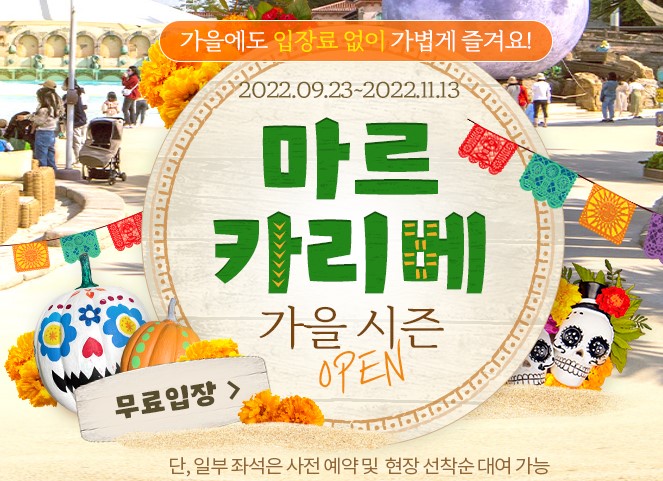 가을에도 입장료 없이 가볍게 즐겨요!
2022.09.23~2022.11.13
마르
카리베
가을 시즌
OPEN
무료입장 >
단, 일부 좌석은 사전 예약 및 현장 선착순 대여 가능